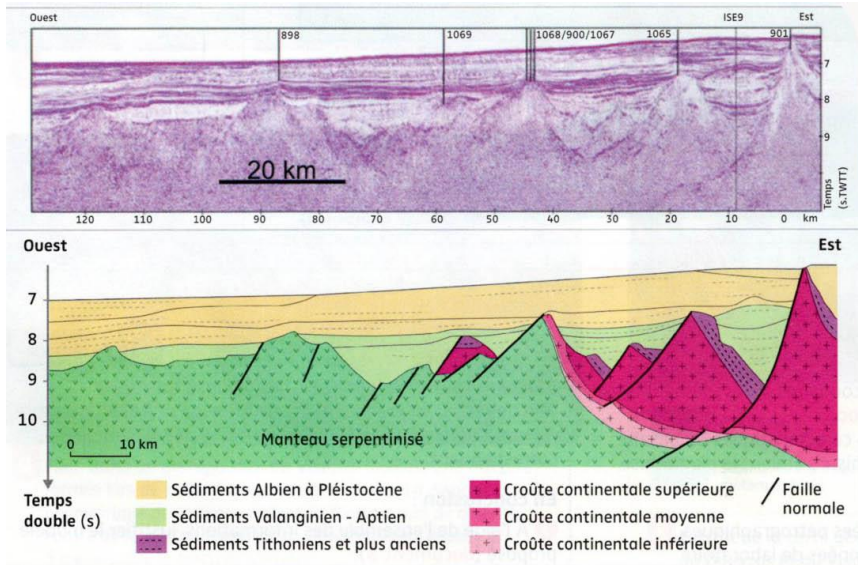 Ouest ISE9 Est
898 1069 1068/900/1067 1065 901
7
8
9
20 km
Temps
(s.TWTT)
120 110 100 90 80 70 60 50 40 30 20 10 0 km
Ouest Est
7
8
9
10
0 10 km
Manteau serpentinisé
Temps
double (s)
Sédiments Albien à Pléistocène
Sédiments Valanginien - Aptien
Sédiments Tithoniens et plus anciens
Croûte continentale supérieure
Croûte continentale moyenne
Croûte continentale inférieure
Faille
normale